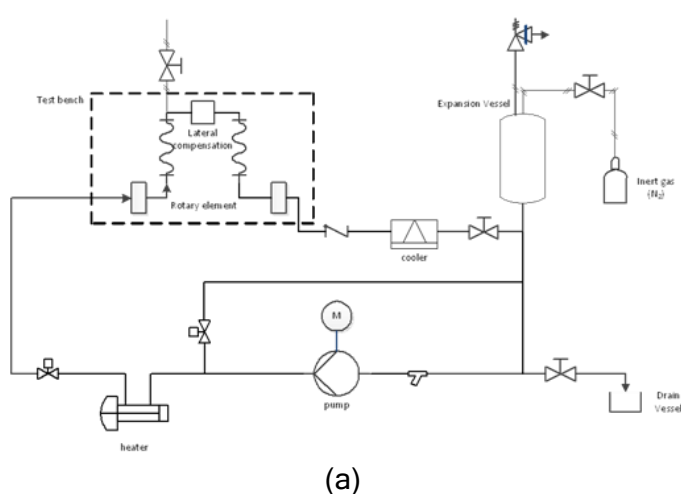 Test bench
Lateral
compensation
Rotary element
Expansion Vessel
Inert gas
(N₂)
cooler
M
pump
heater
Drain
Vessel
(a)